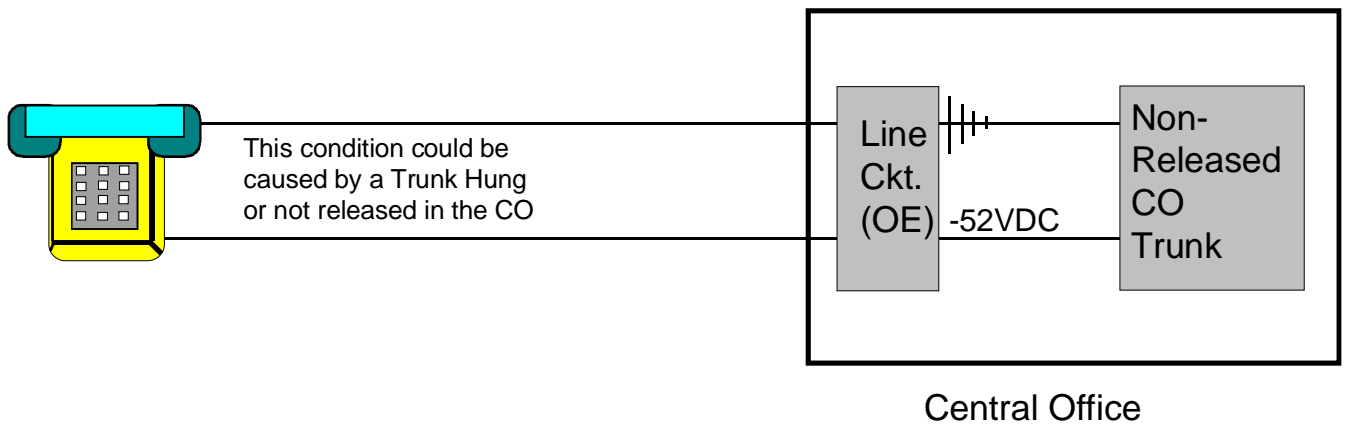 This condition could be
caused by a Trunk Hung
or not released in the CO
Line
Ckt.
(OE)
-52VDC
Non-
Released
CO
Trunk
Central Office